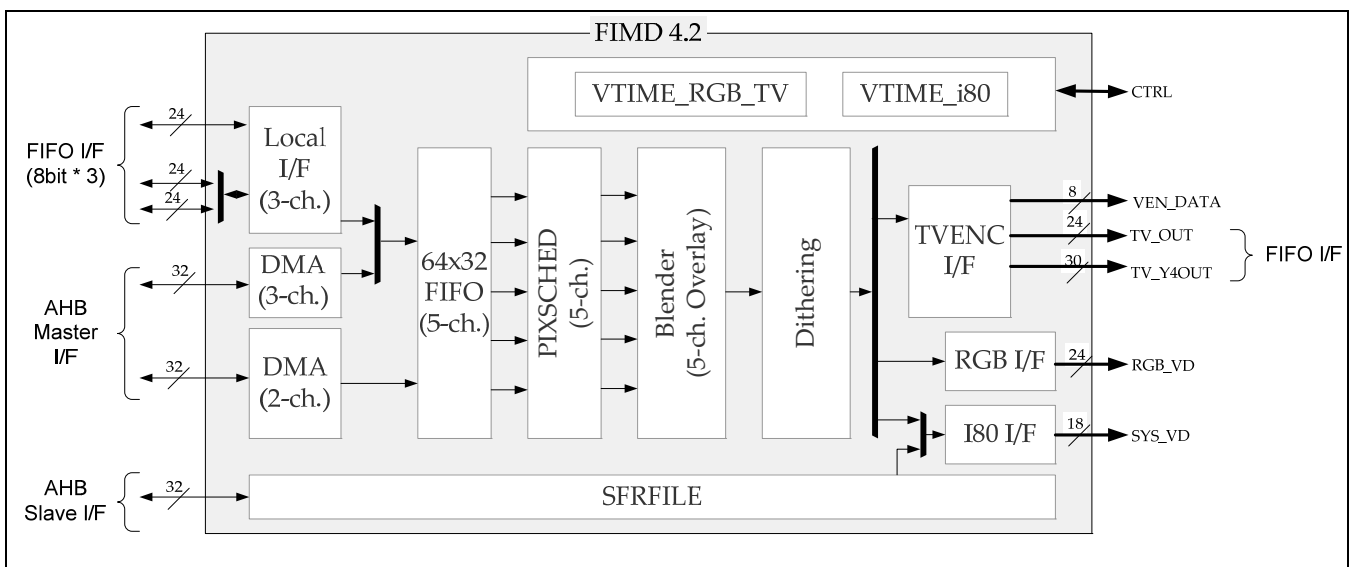 FIMD 4.2
VTIME_RGB_TV
VTIME_i80
CTRL
FIFO I/F
(8bit * 3)
24
24
24
Local
I/F
(3-ch.)
AHB
Master
I/F
32
32
DMA
(3-ch.)
DMA
(2-ch.)
64x32
FIFO
(5-ch.)
PIXSCHED
(5-ch.)
Blender
(5-ch. Overlay)
Dithering
TVENC
I/F
8
VEN_DATA
24
TV_OUT
30
TV_Y4OUT
FIFO I/F
RGB I/F
24
RGB_VD
I80 I/F
18
SYS_VD
AHB
Slave I/F
32
SFRFILE